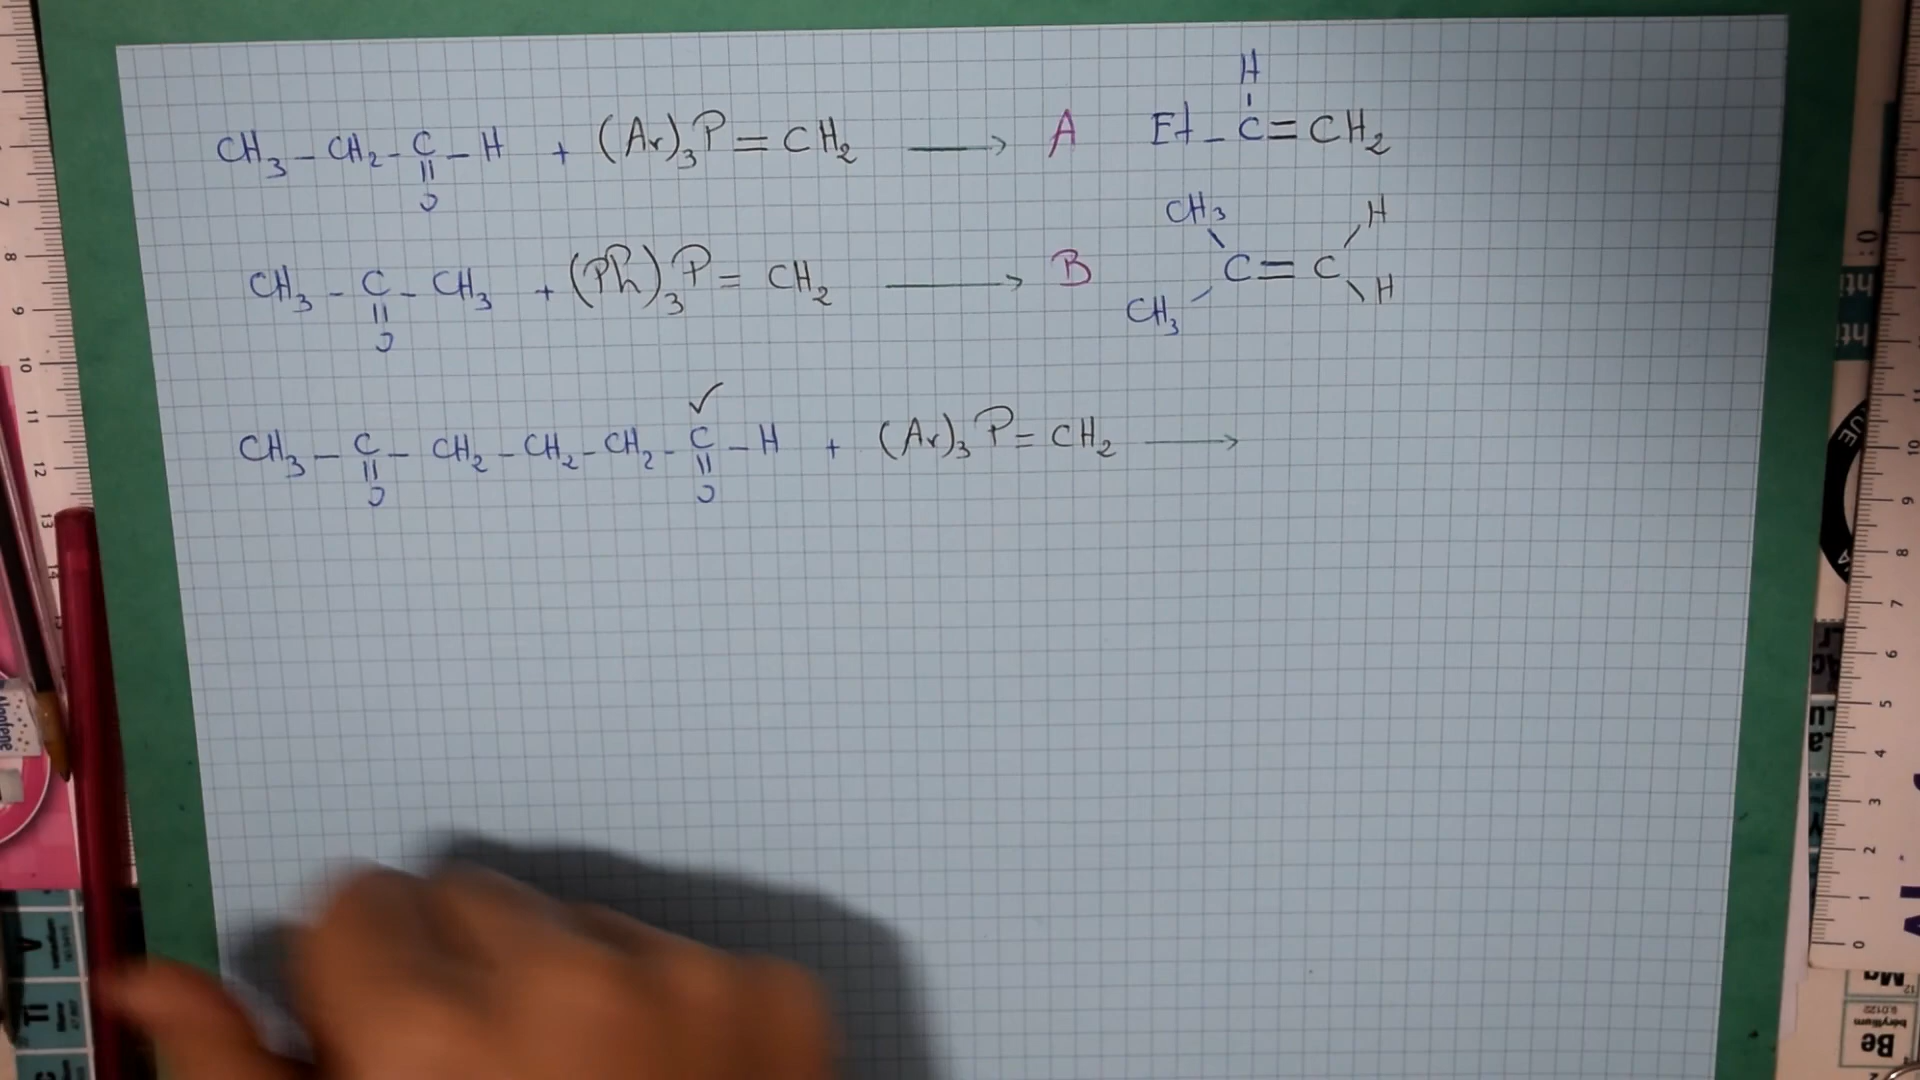 H
CH3 - CH2 - C - H + (Ar)3P = CH2 → A Et - C = CH2
O
CH3 H
CH3 - C - CH3 + (Ph)3P = CH2 → B C = C
O CH3 H
✓
CH3 - C - CH2 - CH2 - CH2 - C - H + (Ar)3P = CH2 →
O O
Be